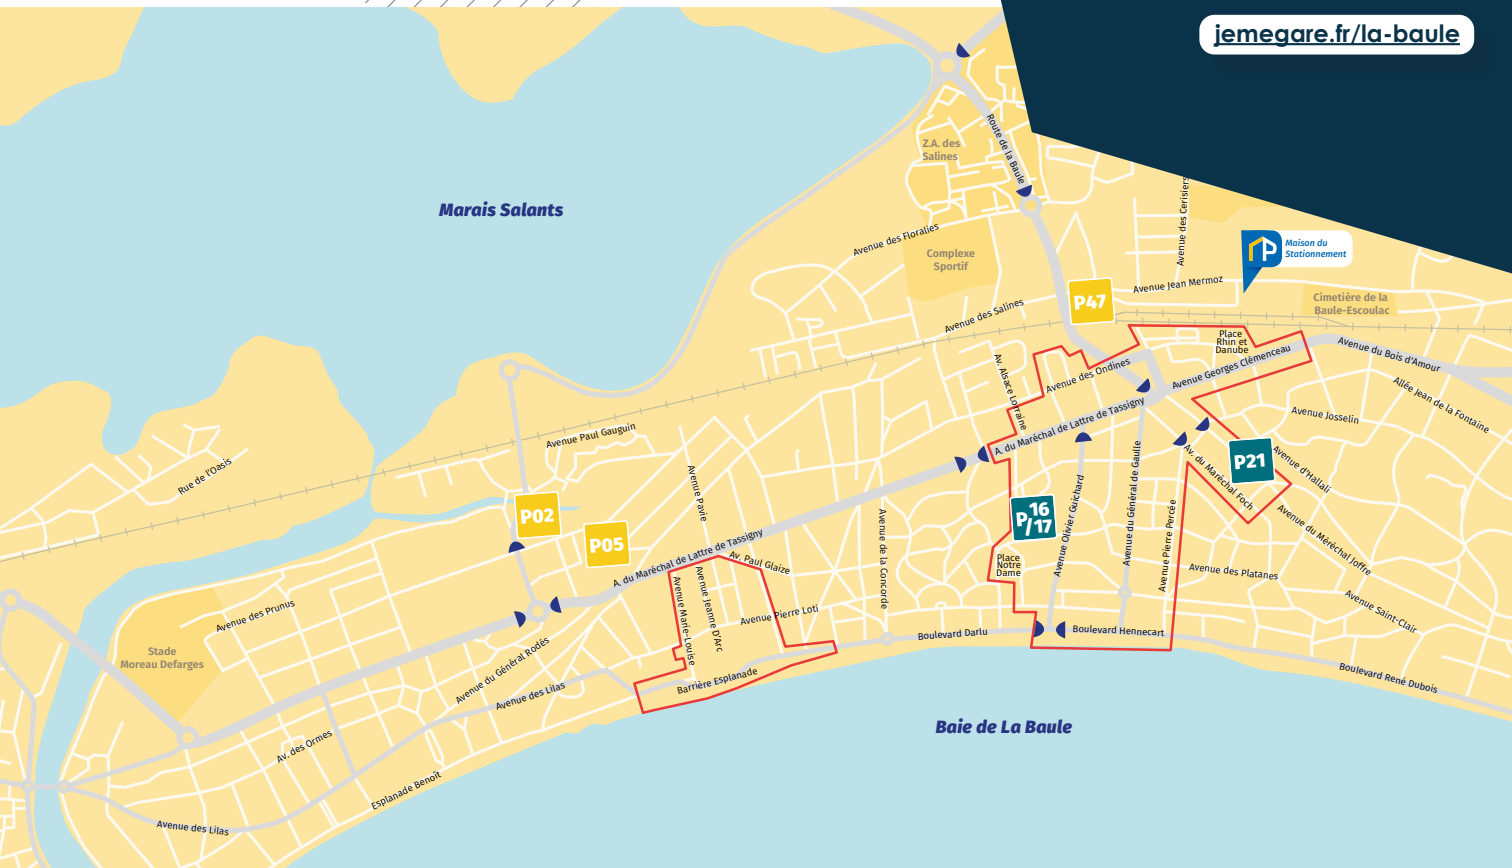 jemegare.fr/la-baule
Z.A. des
Salines
Route de la Baule
Marais Salants
Avenue des Cerisiers
Avenue des Floralies
Complexe
Sportif
Maison du
Stationnement
P
Avenue Jean Mermoz
P47
Cimetière de la
Baule-Escoulac
Avenue des Salines
Place
Rhin et
Danube
Avenue Georges Clémenceau
Avenue du Bois d'Amour
Av. Alsace Lorraine
Avenue des Ondines
Allée Jean de la Fontaine
Avenue Josselin
A. du Maréchal de Lattre de Tassigny
Avenue Paul Gauguin
Rue de l'Oasis
Avenue Pavie
P21
Av. du Maréchal Foch
Avenue d'Hallali
P02
P05
P16
/17
Avenue Olivier Guichard
Avenue du Général de Gaulle
Avenue Pierre Percée
Avenue du Méréchal Joffre
A. du Maréchal de Lattre de Tassigny
Av. Paul Glaize
Avenue de la Concorde
Place
Notre
Dame
Avenue des Platanes
Avenue Saint-Clair
Avenue Marie-Louise
Avenue Jeanne D'Arc
Avenue Pierre Loti
Avenue des Prunus
Boulevard Darlu
Boulevard Hennecart
Stade
Moreau Defarges
Avenue du Général Rodés
Avenue des Lilas
Barrière Esplanade
Boulevard René Dubois
Baie de La Baule
Av. des Ormes
Esplanade Benoît
Avenue des Lilas